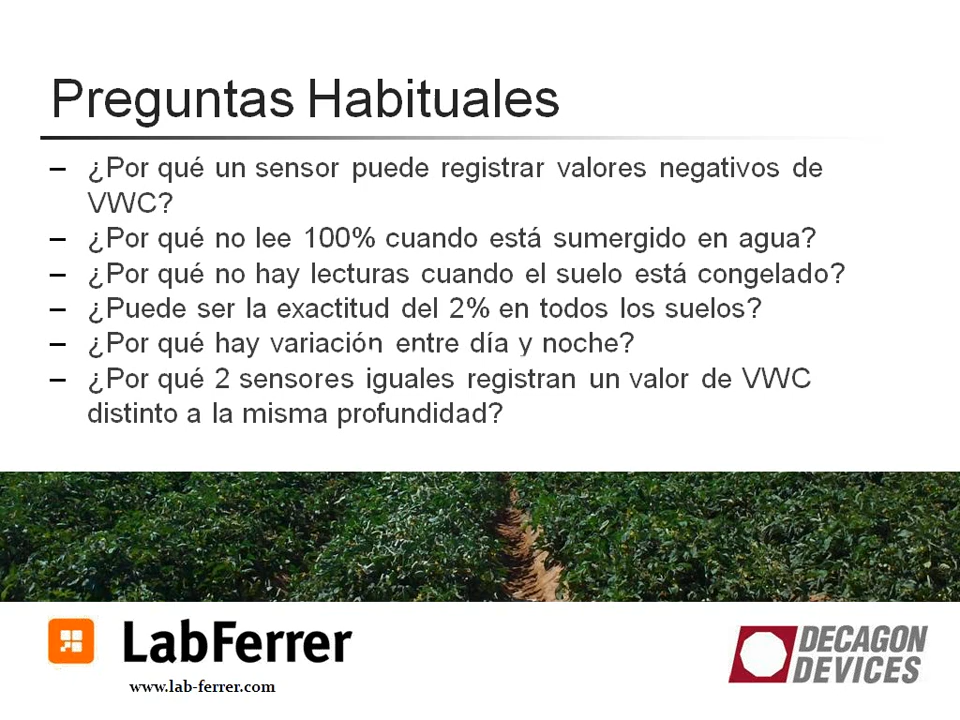 Preguntas Habituales
– ¿Por qué un sensor puede registrar valores negativos de
VWC?
– ¿Por qué no lee 100% cuando está sumergido en agua?
– ¿Por qué no hay lecturas cuando el suelo está congelado?
– ¿Puede ser la exactitud del 2% en todos los suelos?
– ¿Por qué hay variación entre día y noche?
– ¿Por qué 2 sensores iguales registran un valor de VWC
distinto a la misma profundidad?
LabFerrer
www.lab-ferrer.com
DECAGON
DEVICES